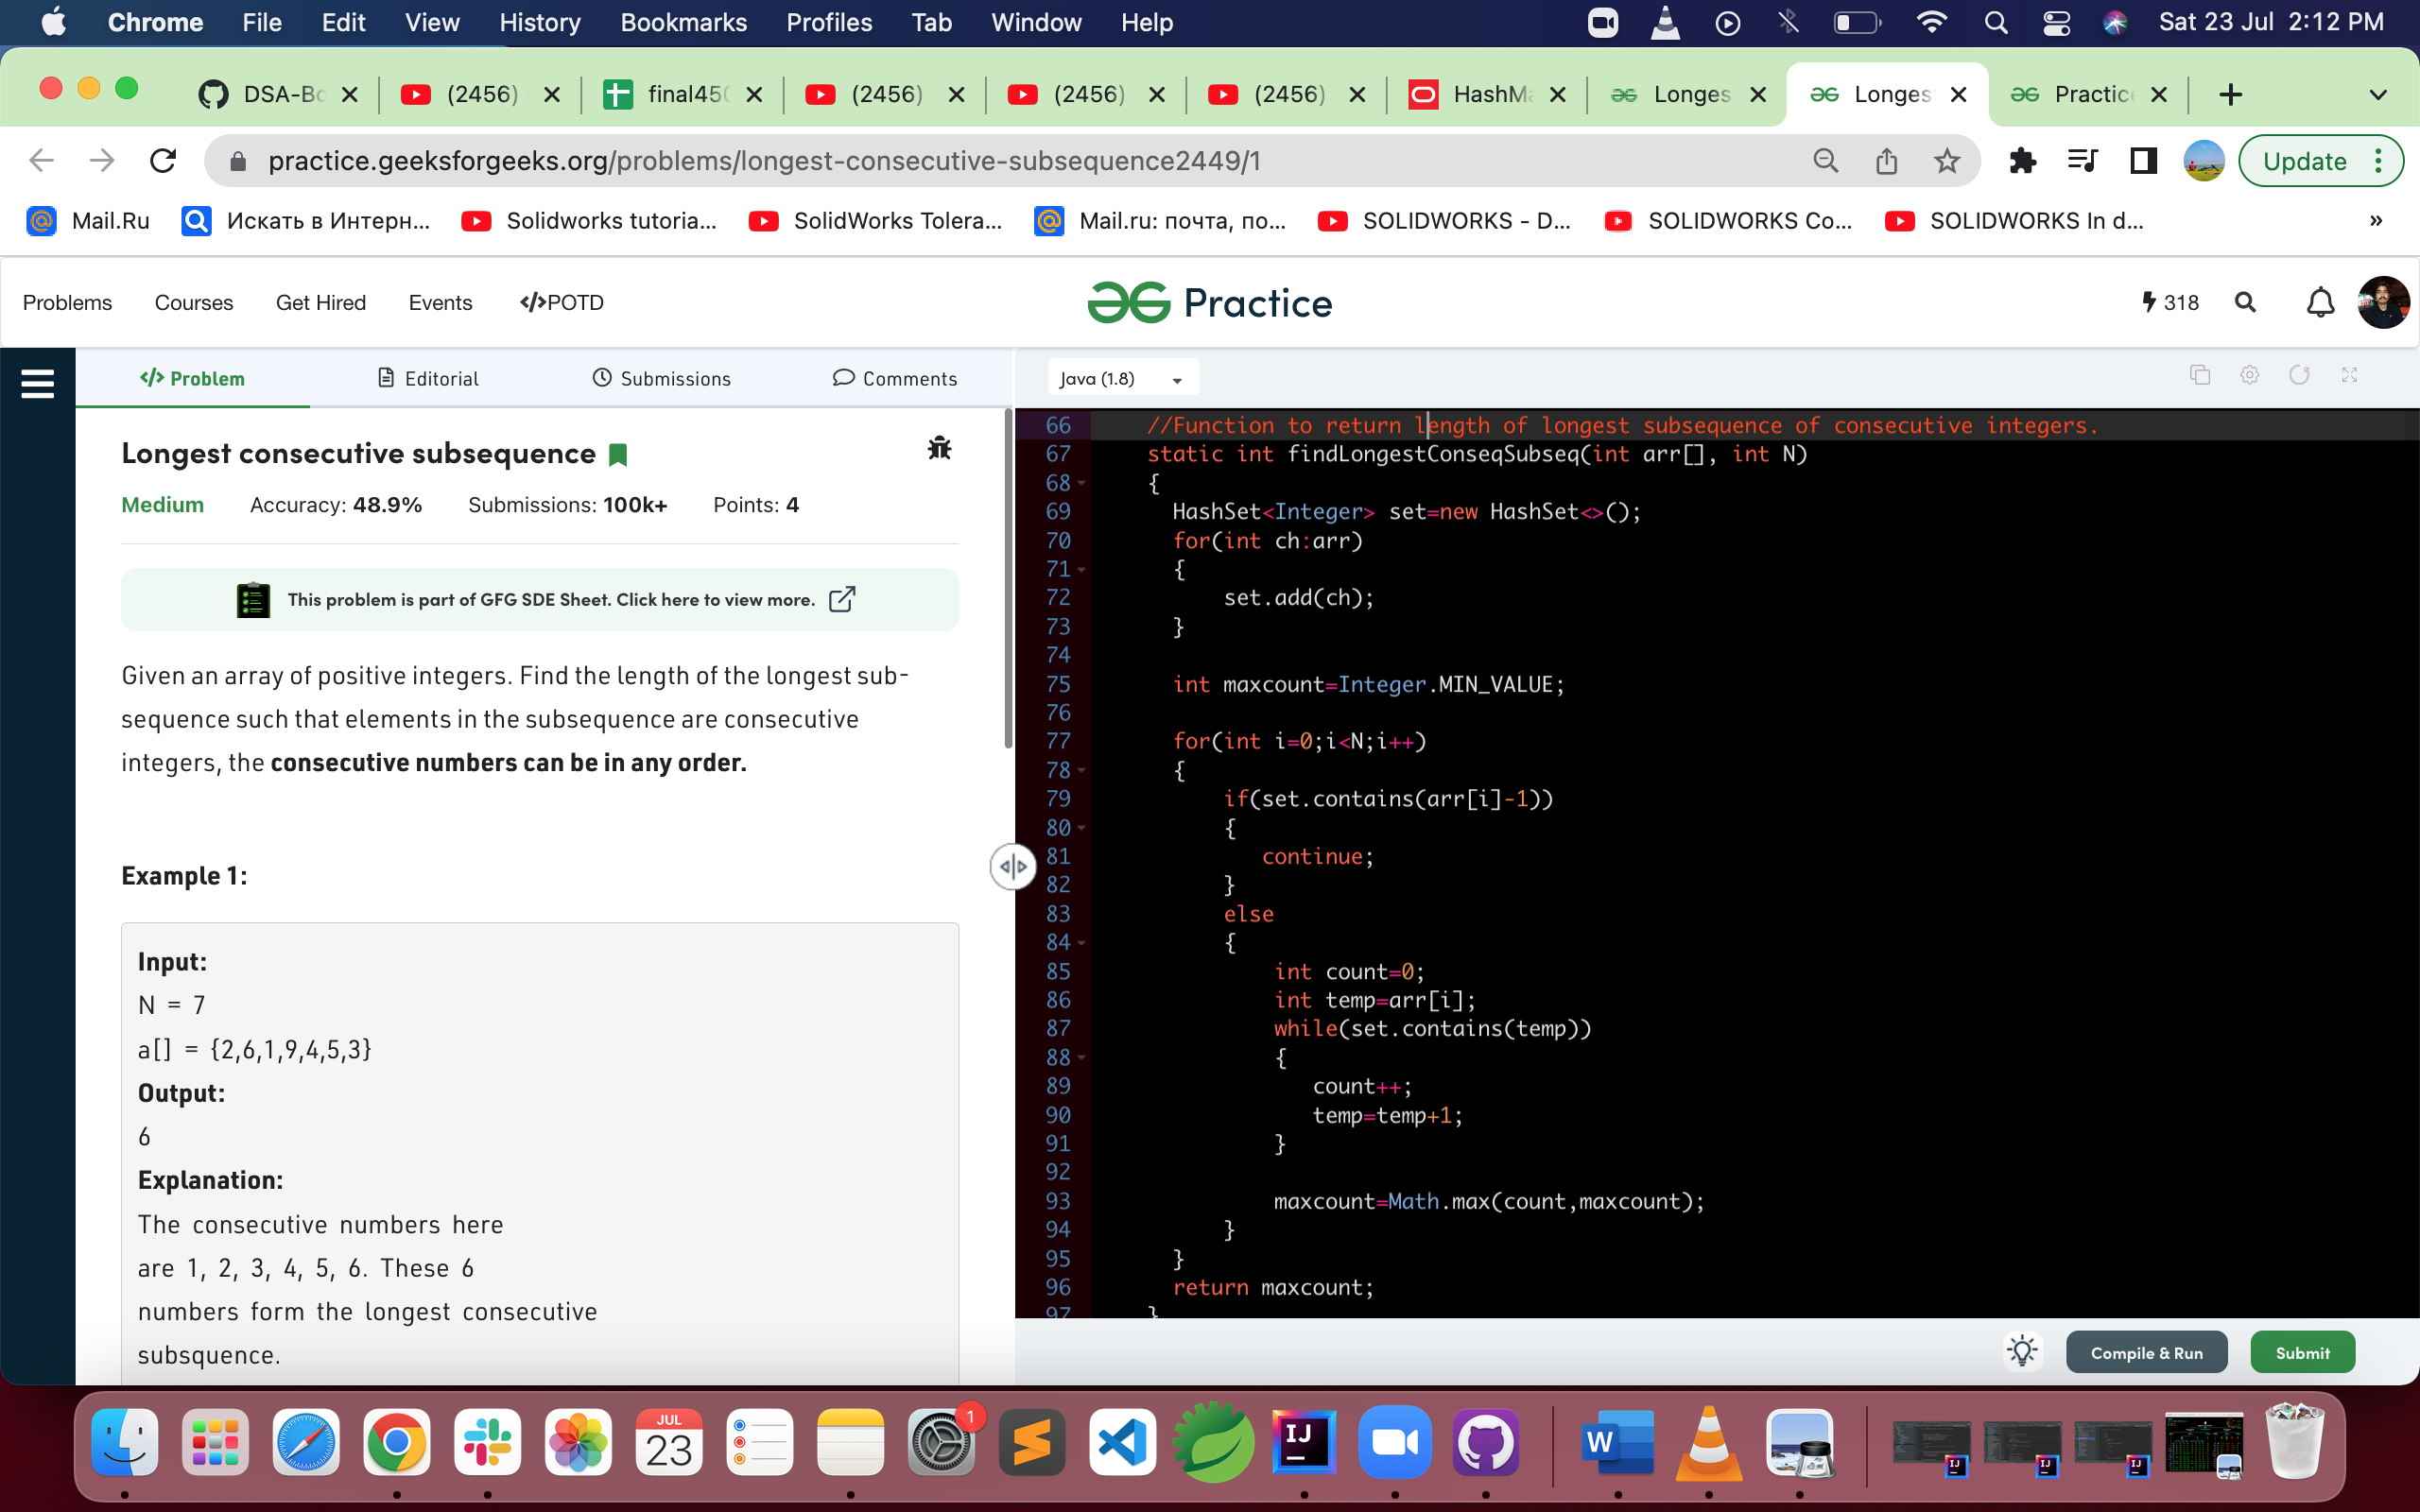 Chrome File Edit View History Bookmarks Profiles Tab Window Help Sat 23 Jul 2:12 PM
DSA-Bo (2456) final450 (2456) (2456) (2456) HashMa Longes Longes Practic
practice.geeksforgeeks.org/problems/longest-consecutive-subsequence2449/1 Update
Mail.Ru Искать в Интерн... Solidworks tutoria... SolidWorks Tolera... Mail.ru: почта, по... SOLIDWORKS - D... SOLIDWORKS Co... SOLIDWORKS In d... »
Problems Courses Get Hired Events </>POTD Practice 318
</> Problem Editorial Submissions Comments
Java (1.8)
Longest consecutive subsequence
Medium Accuracy: 48.9% Submissions: 100k+ Points: 4
This problem is part of GFG SDE Sheet. Click here to view more.
Given an array of positive integers. Find the length of the longest sub-
sequence such that elements in the subsequence are consecutive
integers, the consecutive numbers can be in any order.
Example 1:
Input:
N = 7
a[] = {2,6,1,9,4,5,3}
Output:
6
Explanation:
The consecutive numbers here
are 1, 2, 3, 4, 5, 6. These 6
numbers form the longest consecutive
subsquence.
66 //Function to return length of longest subsequence of consecutive integers.
67 static int findLongestConseqSubseq(int arr[], int N)
68 {
69 HashSet<Integer> set=new HashSet<>();
70 for(int ch:arr)
71 {
72 set.add(ch);
73 }
74
75 int maxcount=Integer.MIN_VALUE;
76
77 for(int i=0;i<N;i++)
78 {
79 if(set.contains(arr[i]-1))
80 {
81 continue;
82 }
83 else
84 {
85 int count=0;
86 int temp=arr[i];
87 while(set.contains(temp))
88 {
89 count++;
90 temp=temp+1;
91 }
92
93 maxcount=Math.max(count,maxcount);
94 }
95 }
96 return maxcount;
97 }
Compile & Run Submit
JUL
23
1
IJ
W
IJ IJ IJ